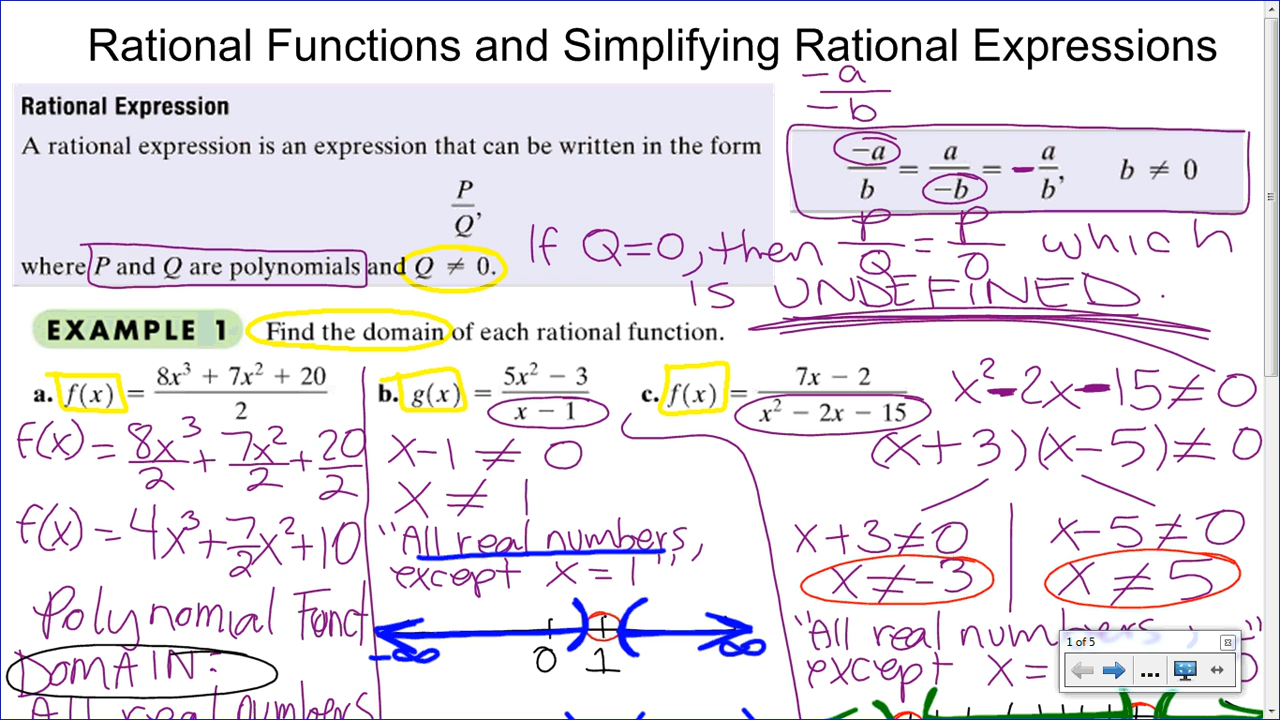 Rational Functions and Simplifying Rational Expressions
Rational Expression
A rational expression is an expression that can be written in the form
P/Q,
where P and Q are polynomials and Q ≠ 0.
-a/-b
-a/b = a/-b = -a/b, b ≠ 0
If Q=0, then P/Q = P/0 which
is UNDEFINED.
EXAMPLE 1 Find the domain of each rational function.
a. f(x) = (8x³ + 7x² + 20)/2
f(x) = 8x³/2 + 7x²/2 + 20/2
f(x) = 4x³ + 7/2x² + 10
Polynomial Funct
DOMAIN:
All real numbers
b. g(x) = (5x² − 3)/(x − 1)
x-1 ≠ 0
x ≠ 1
"All real numbers,
except x = 1"
-∞ 0 1 ∞
c. f(x) = (7x − 2)/(x² − 2x − 15)
x²-2x-15≠0
(x+3)(x-5)≠0
x+3≠0 x-5≠0
x≠-3 x≠5
"All real numbers,
except x =
1 of 5